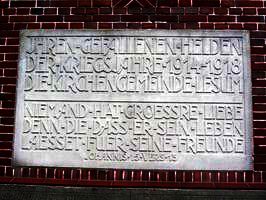 IHREN · GEFALLENEN · HELDEN
DER · KRIEGSJAHRE · 1914-1918
DIE KIRCHENGEMEINDE · LESUM
NIEMAND · HAT · GROESSRE · LIEBE
DENN · DIE · DASS · ER · SEIN · LEBEN
LAESSET · FUER · SEINE · FREUNDE
JOHANNIS · 15 · VERS · 13